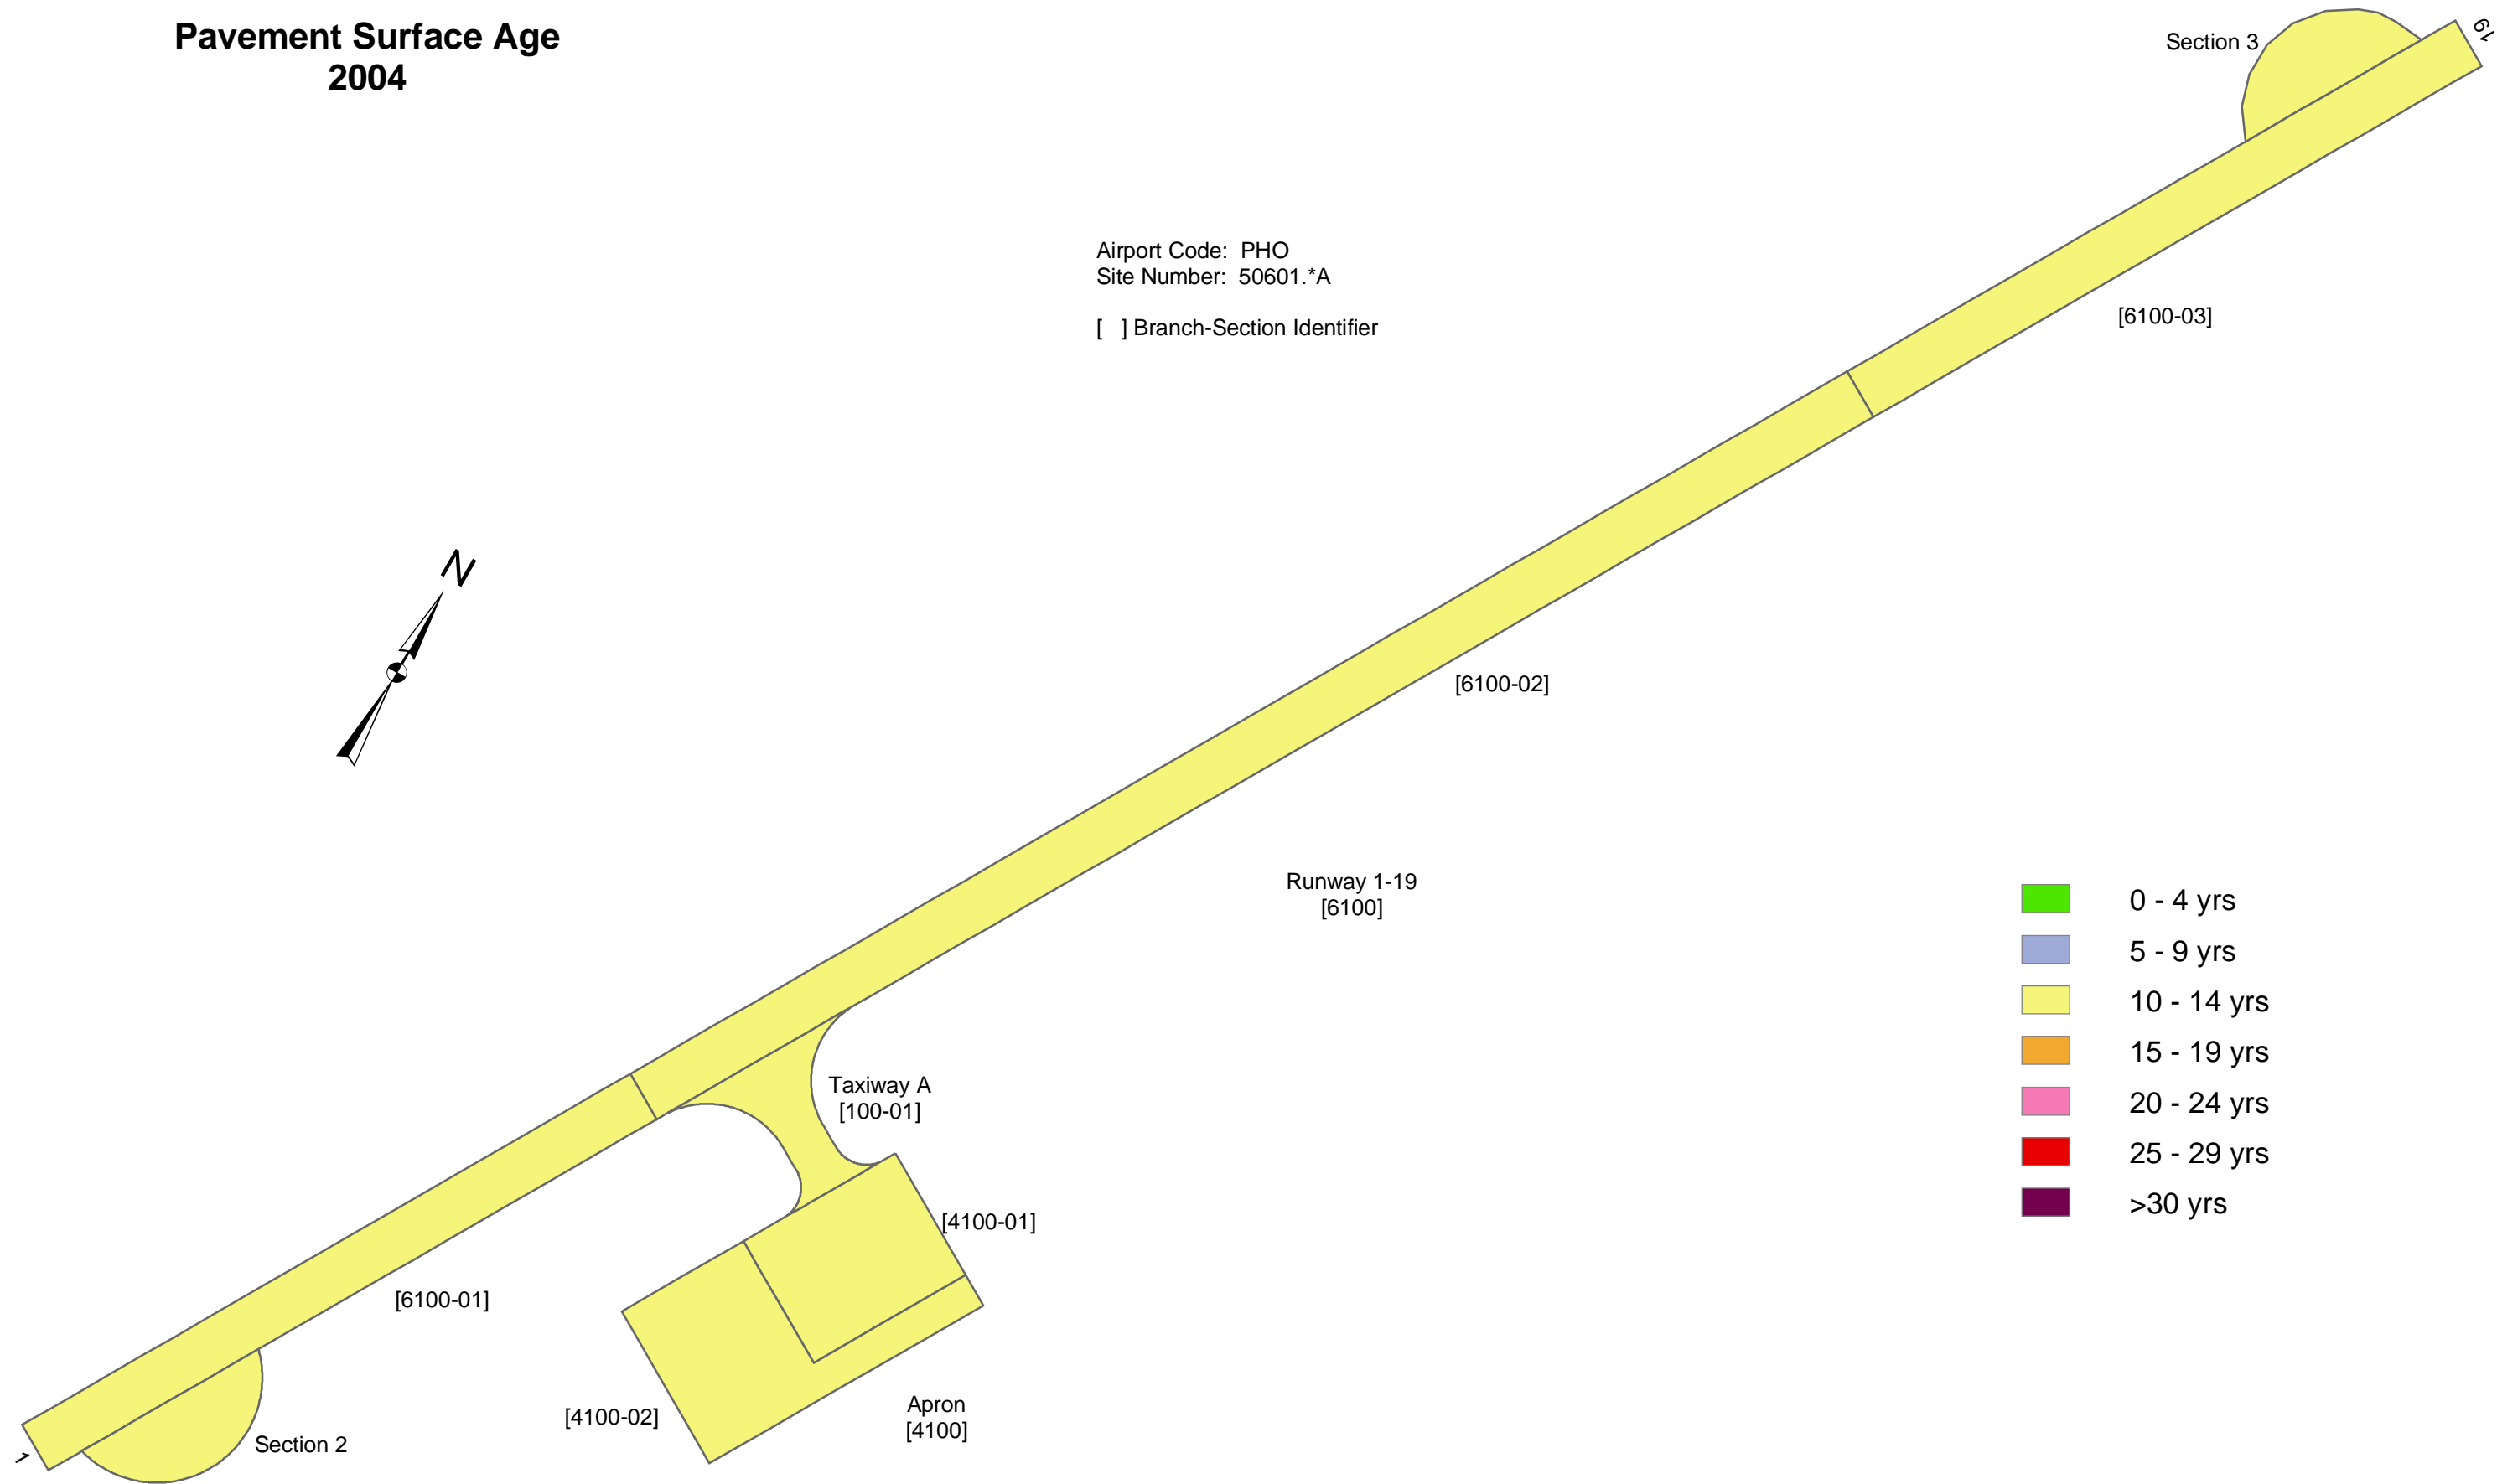 Pavement Surface Age
2004
Section 3
19
Airport Code:  PHO
Site Number:  50601.*A
[   ] Branch-Section Identifier
[6100-03]
N
[6100-02]
Runway 1-19
[6100]
0 - 4 yrs
5 - 9 yrs
10 - 14 yrs
15 - 19 yrs
20 - 24 yrs
25 - 29 yrs
>30 yrs
Taxiway A
[100-01]
[4100-01]
[6100-01]
[4100-02]
Apron
[4100]
Section 2
1